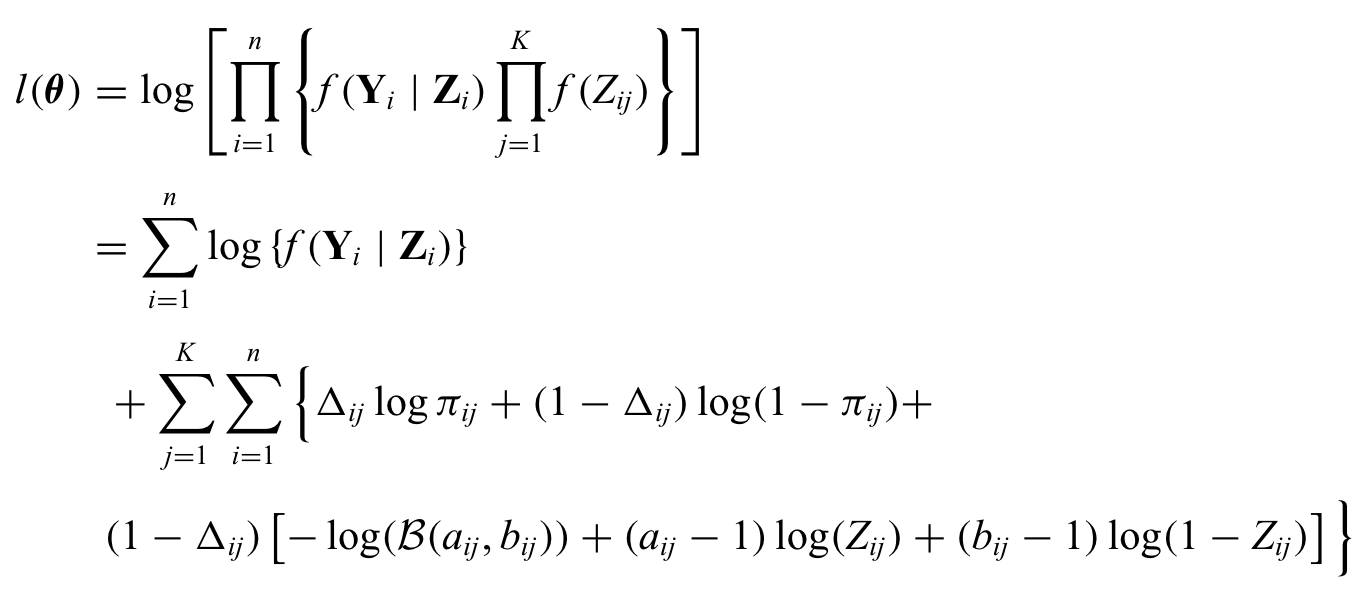 l(θ) = log [ ∏_{i=1}^{n} { f(Y_i | Z_i) ∏_{j=1}^{K} f(Z_{ij}) } ]
= ∑_{i=1}^{n} log {f(Y_i | Z_i)}
+ ∑_{j=1}^{K} ∑_{i=1}^{n} { Δ_{ij} log π_{ij} + (1 − Δ_{ij}) log(1 − π_{ij})+
(1 − Δ_{ij}) [− log(ℬ(a_{ij}, b_{ij})) + (a_{ij} − 1) log(Z_{ij}) + (b_{ij} − 1) log(1 − Z_{ij})] }